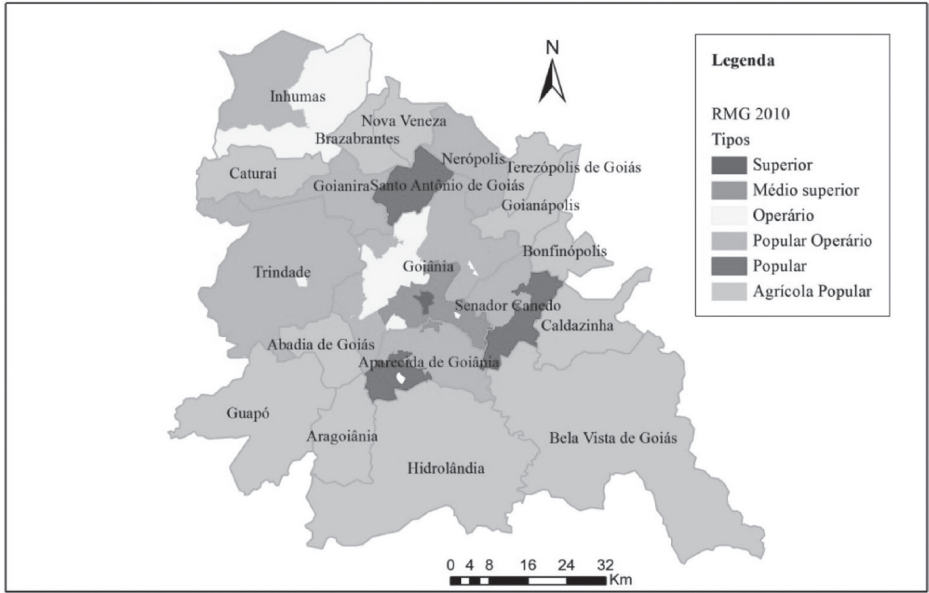 N
Legenda
RMG 2010
Tipos
Superior
Médio superior
Operário
Popular Operário
Popular
Agrícola Popular
Inhumas
Nova Veneza
Brazabrantes
Nerópolis
Terezópolis de Goiás
Caturaí
Goianira
Santo Antônio de Goiás
Goianápolis
Bonfinópolis
Goiânia
Trindade
Senador Canedo
Caldazinha
Abadia de Goiás
Aparecida de Goiânia
Guapó
Aragoiânia
Bela Vista de Goiás
Hidrolândia
0 4 8 16 24 32
Km